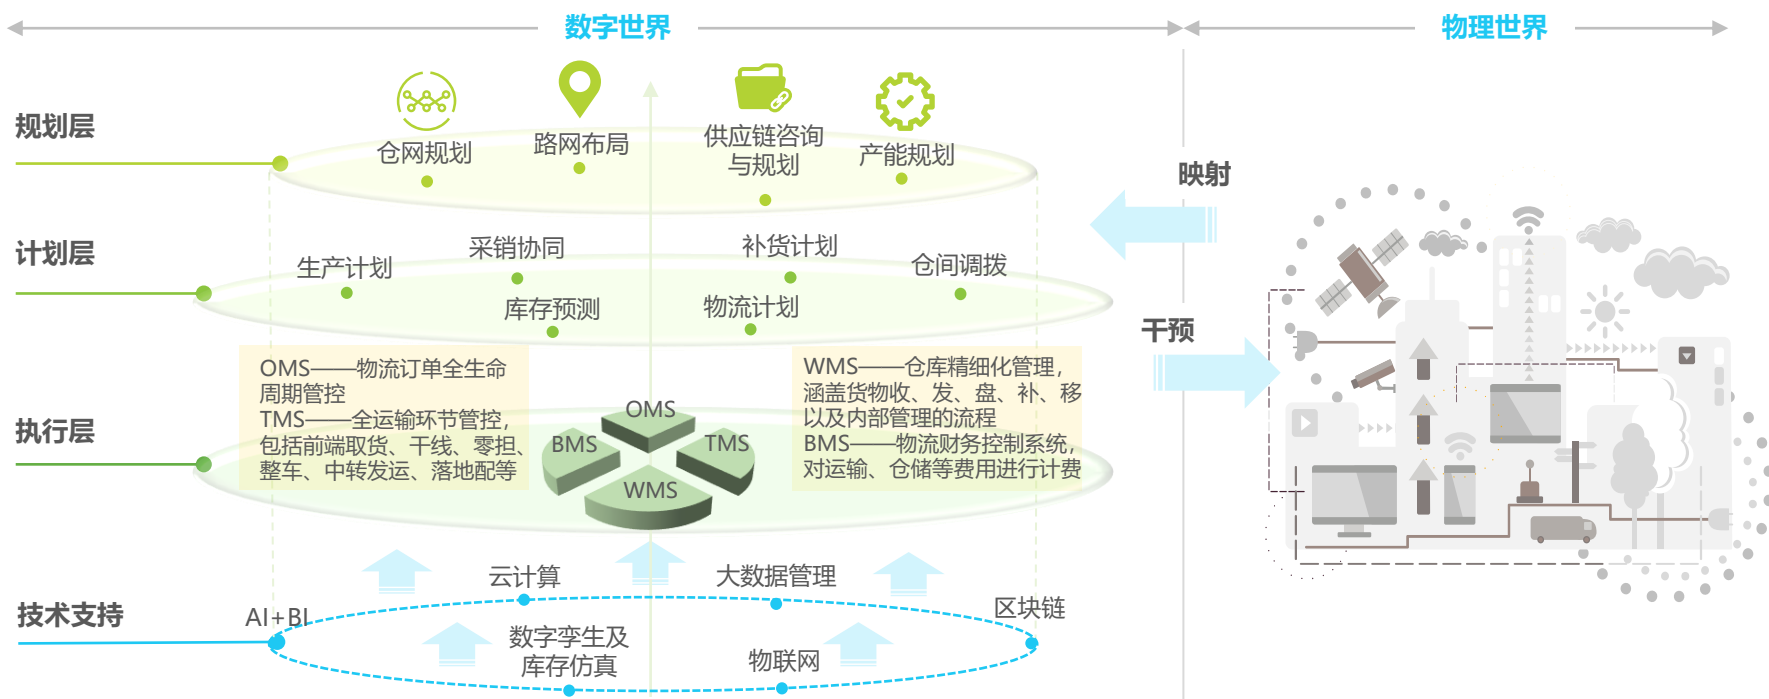 数字世界
物理世界
规划层
仓网规划
路网布局
供应链咨询
与规划
产能规划
映射
计划层
生产计划
采销协同
补货计划
仓间调拨
库存预测
物流计划
干预
执行层
OMS——物流订单全生命
周期管控
TMS——全运输环节管控，
包括前端取货、干线、零担、
整车、中转发运、落地配等
OMS
BMS
TMS
WMS
WMS——仓库精细化管理，
涵盖货物收、发、盘、补、移
以及内部管理的流程
BMS——物流财务控制系统，
对运输、仓储等费用进行计费
技术支持
AI+BI
云计算
大数据管理
区块链
数字孪生及
库存仿真
物联网